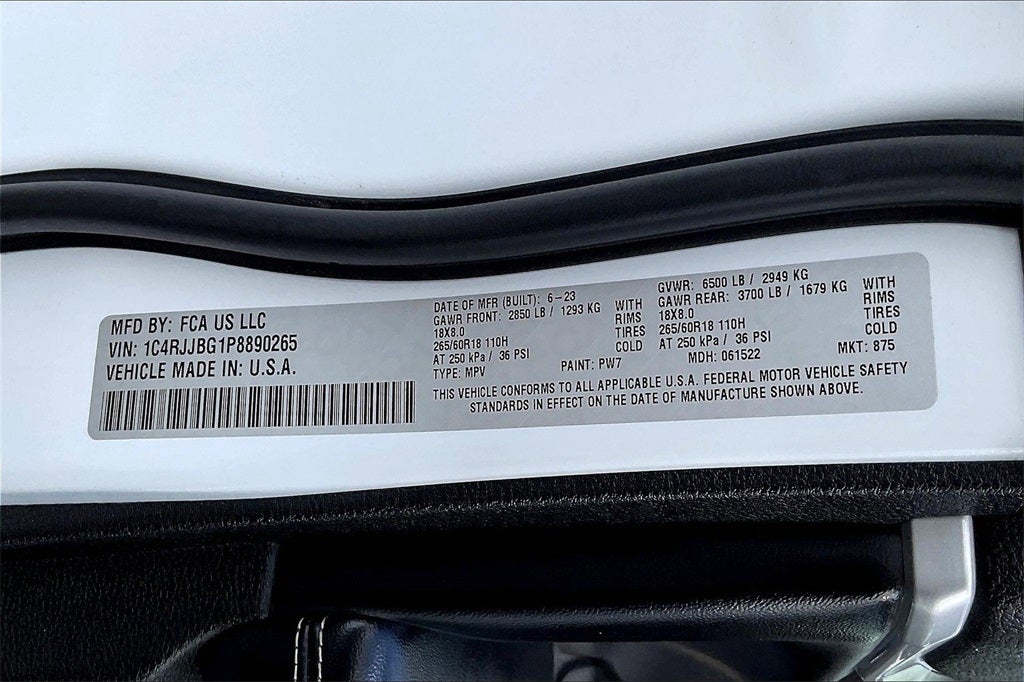 MFD BY: FCA US LLC
VIN: 1C4RJJBG1P8890265
VEHICLE MADE IN: U.S.A.
DATE OF MFR (BUILT): 6-23
GAWR FRONT: 2850 LB / 1293 KG WITH
18X8.0 RIMS
265/60R18 110H TIRES
AT 250 kPa / 36 PSI COLD
TYPE: MPV PAINT: PW7
GVWR: 6500 LB / 2949 KG
GAWR REAR: 3700 LB / 1679 KG WITH
18X8.0 RIMS
265/60R18 110H TIRES
AT 250 kPa / 36 PSI COLD
MDH: 061522 MKT: 875
THIS VEHICLE CONFORMS TO ALL APPLICABLE U.S.A. FEDERAL MOTOR VEHICLE SAFETY
STANDARDS IN EFFECT ON THE DATE OF MANUFACTURE SHOWN ABOVE.